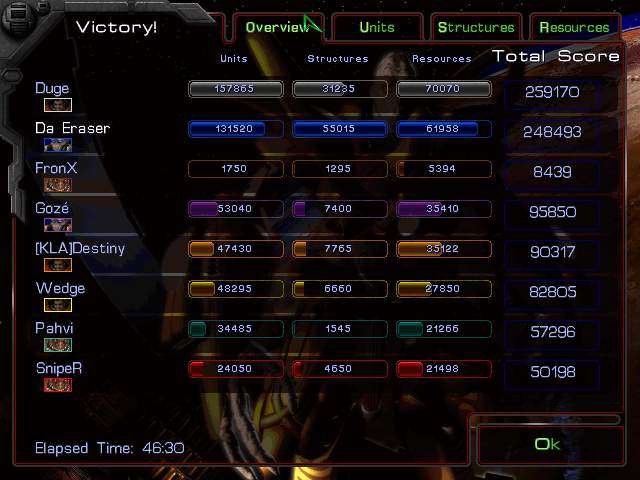 Victory! Overview Units Structures Resources
Units Structures Resources Total Score
Duge 157865 31235 70070 259170
Da Eraser 131520 55015 61958 248493
FronX 1750 1295 5394 8439
Gozé 53040 7400 35410 95850
[KLA]Destiny 47430 7765 35122 90317
Wedge 48295 6660 27850 82805
Pahvi 34485 1545 21266 57296
SnipeR 24050 4650 21498 50198
Elapsed Time: 46:30 Ok